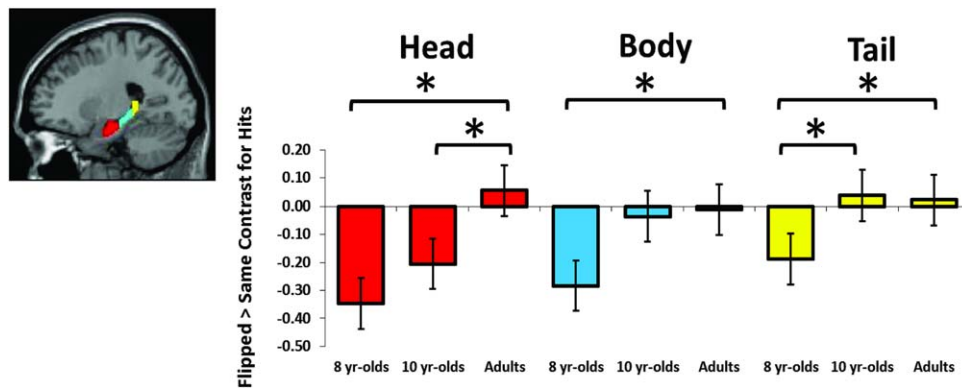 Head
Body
Tail
*
*
*
*
*
Flipped > Same Contrast for Hits
0.20
0.10
0.00
-0.10
-0.20
-0.30
-0.40
-0.50
8 yr-olds 10 yr-olds Adults 8 yr-olds 10 yr-olds Adults 8 yr-olds 10 yr-olds Adults